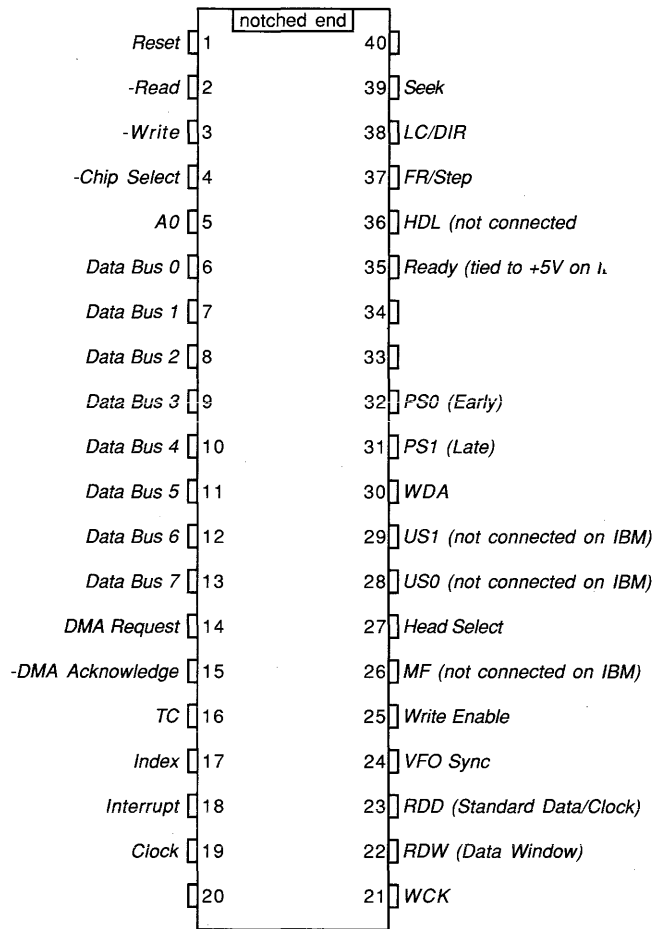 notched end
Reset 1 40
-Read 2 39 Seek
-Write 3 38 LC/DIR
-Chip Select 4 37 FR/Step
A0 5 36 HDL (not connected
Data Bus 0 6 35 Ready (tied to +5V on
Data Bus 1 7 34
Data Bus 2 8 33
Data Bus 3 9 32 PS0 (Early)
Data Bus 4 10 31 PS1 (Late)
Data Bus 5 11 30 WDA
Data Bus 6 12 29 US1 (not connected on IBM)
Data Bus 7 13 28 US0 (not connected on IBM)
DMA Request 14 27 Head Select
-DMA Acknowledge 15 26 MF (not connected on IBM)
TC 16 25 Write Enable
Index 17 24 VFO Sync
Interrupt 18 23 RDD (Standard Data/Clock)
Clock 19 22 RDW (Data Window)
20 21 WCK